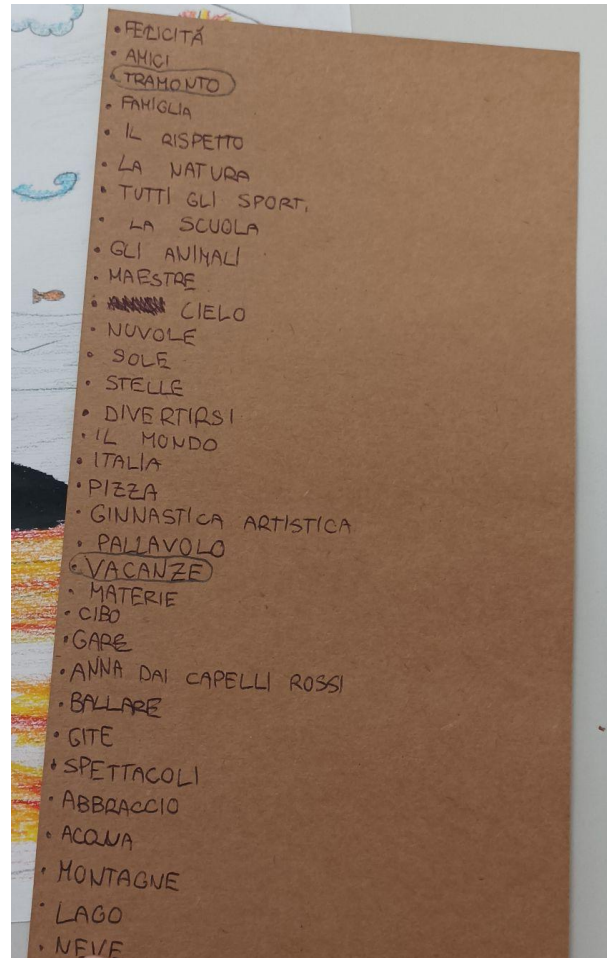 • FELICITÀ
• AMICI
• TRAMONTO
• FAMIGLIA
• IL RISPETTO
• LA NATURA
• TUTTI GLI SPORT.
• LA SCUOLA
• GLI ANIMALI
• MAESTRE
• CIELO
• NUVOLE
• SOLE
• STELLE
• DIVERTIRSI
• IL MONDO
• ITALIA
• PIZZA
• GINNASTICA ARTISTICA
• PALLAVOLO
• VACANZE
• MATERIE
• CIBO
• GARE
• ANNA DAI CAPELLI ROSSI
• BALLARE
• GITE
• SPETTACOLI
• ABBRACCIO
• ACQUA
• MONTAGNE
• LAGO
• NEVE